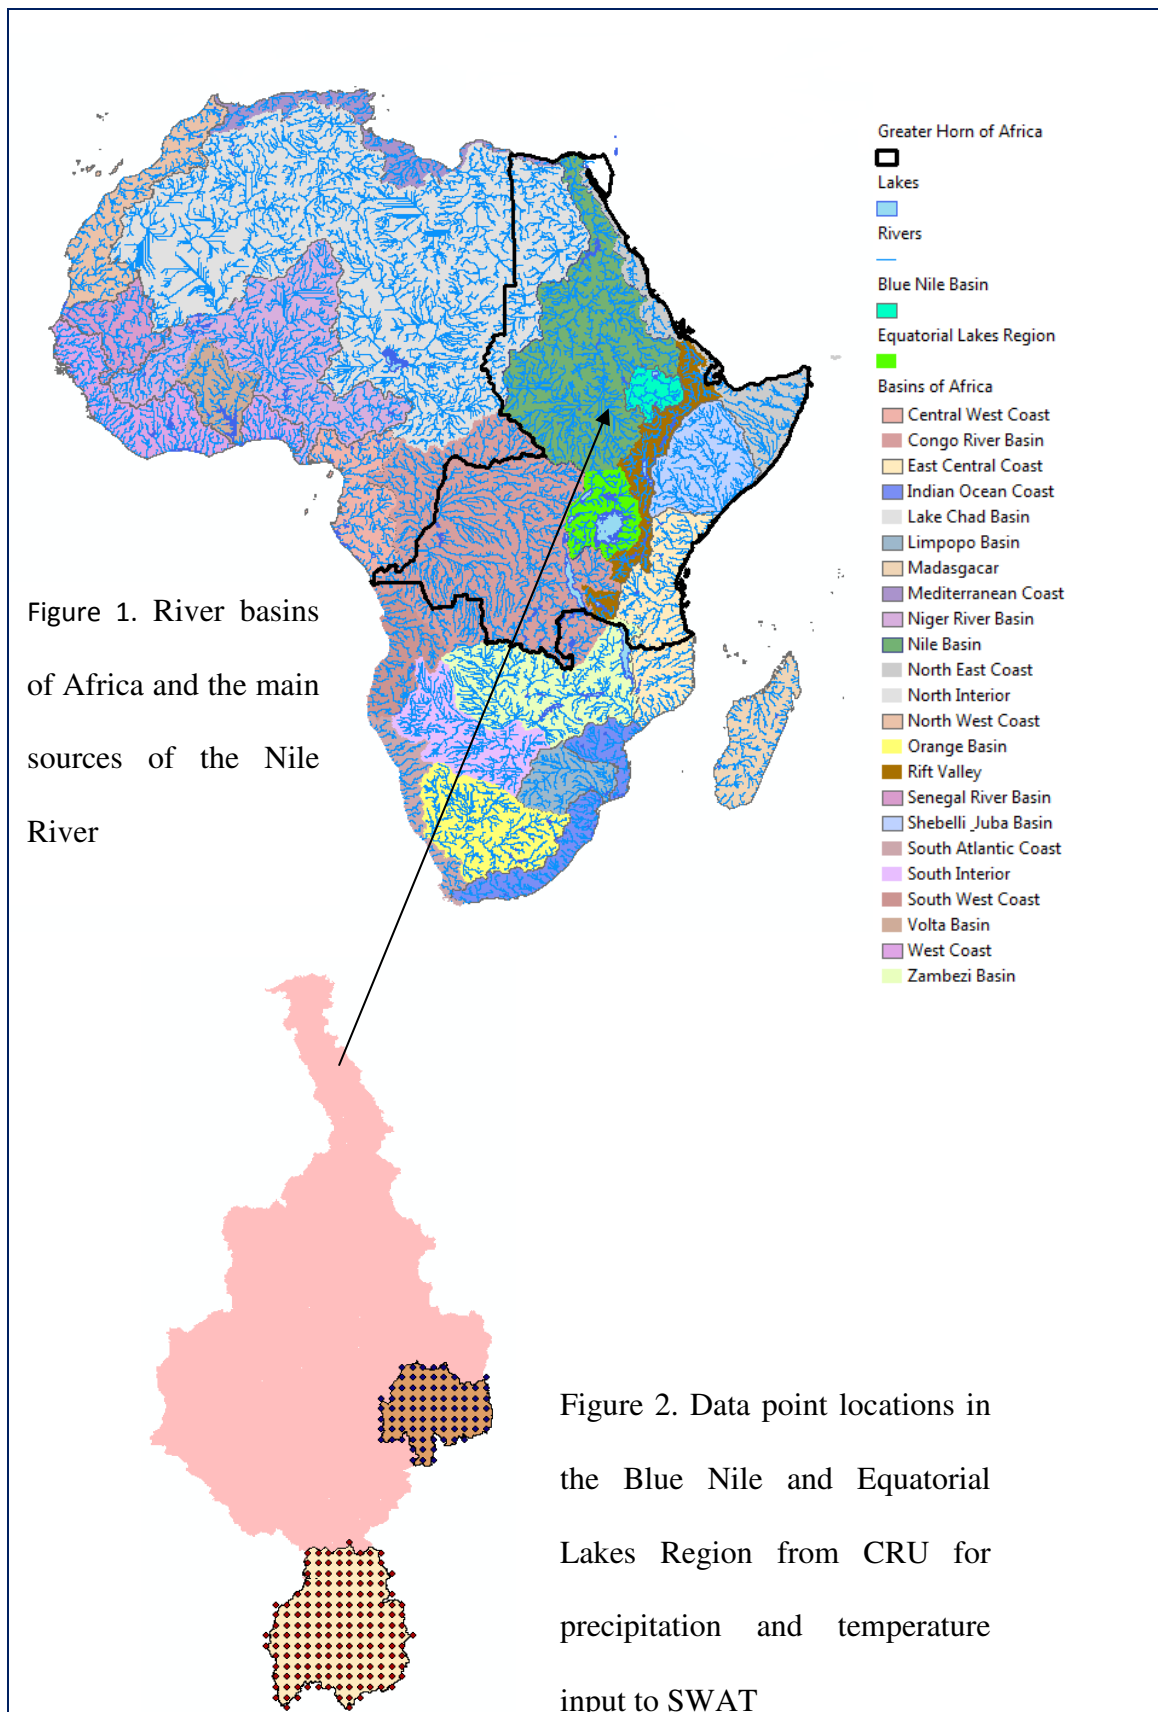 Greater Horn of Africa
Lakes
Rivers
Blue Nile Basin
Equatorial Lakes Region
Basins of Africa
Central West Coast
Congo River Basin
East Central Coast
Indian Ocean Coast
Lake Chad Basin
Limpopo Basin
Madasgacar
Mediterranean Coast
Niger River Basin
Nile Basin
North East Coast
North Interior
North West Coast
Orange Basin
Rift Valley
Senegal River Basin
Shebelli_Juba Basin
South Atlantic Coast
South Interior
South West Coast
Volta Basin
West Coast
Zambezi Basin
Figure 1. River basins
of Africa and the main
sources of the Nile
River
Figure 2. Data point locations in
the Blue Nile and Equatorial
Lakes Region from CRU for
precipitation and temperature
input to SWAT